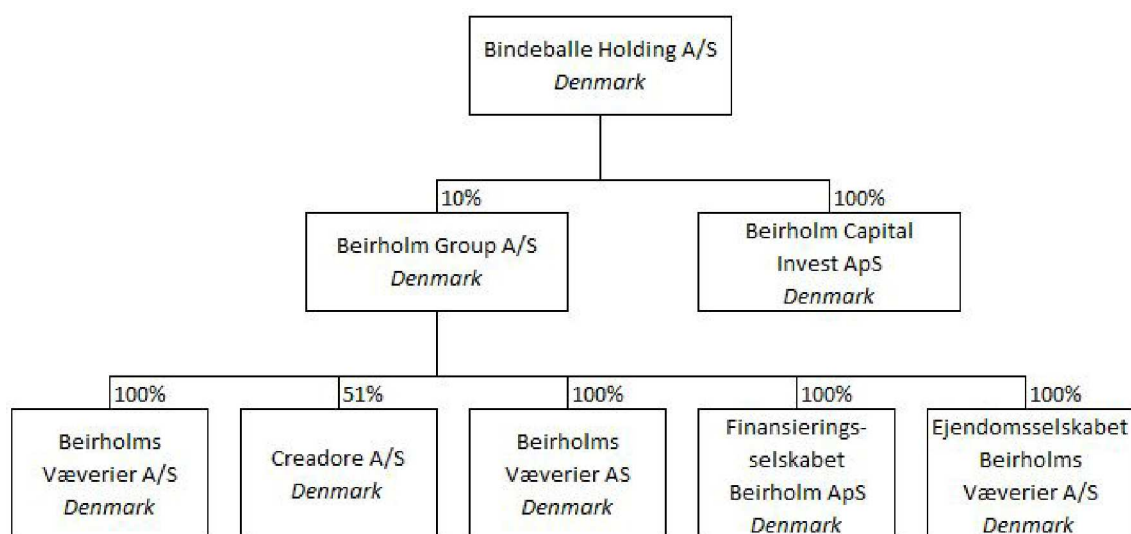 Bindeballe Holding A/S
Denmark
10%
100%
Beirholm Group A/S
Denmark
Beirholm Capital
Invest ApS
Denmark
100%
51%
100%
100%
100%
Beirholms
Væverier A/S
Denmark
Creadore A/S
Denmark
Beirholms
Væverier AS
Denmark
Finansierings-
selskabet
Beirholm ApS
Denmark
Ejendomsselskabet
Beirholms
Væverier A/S
Denmark